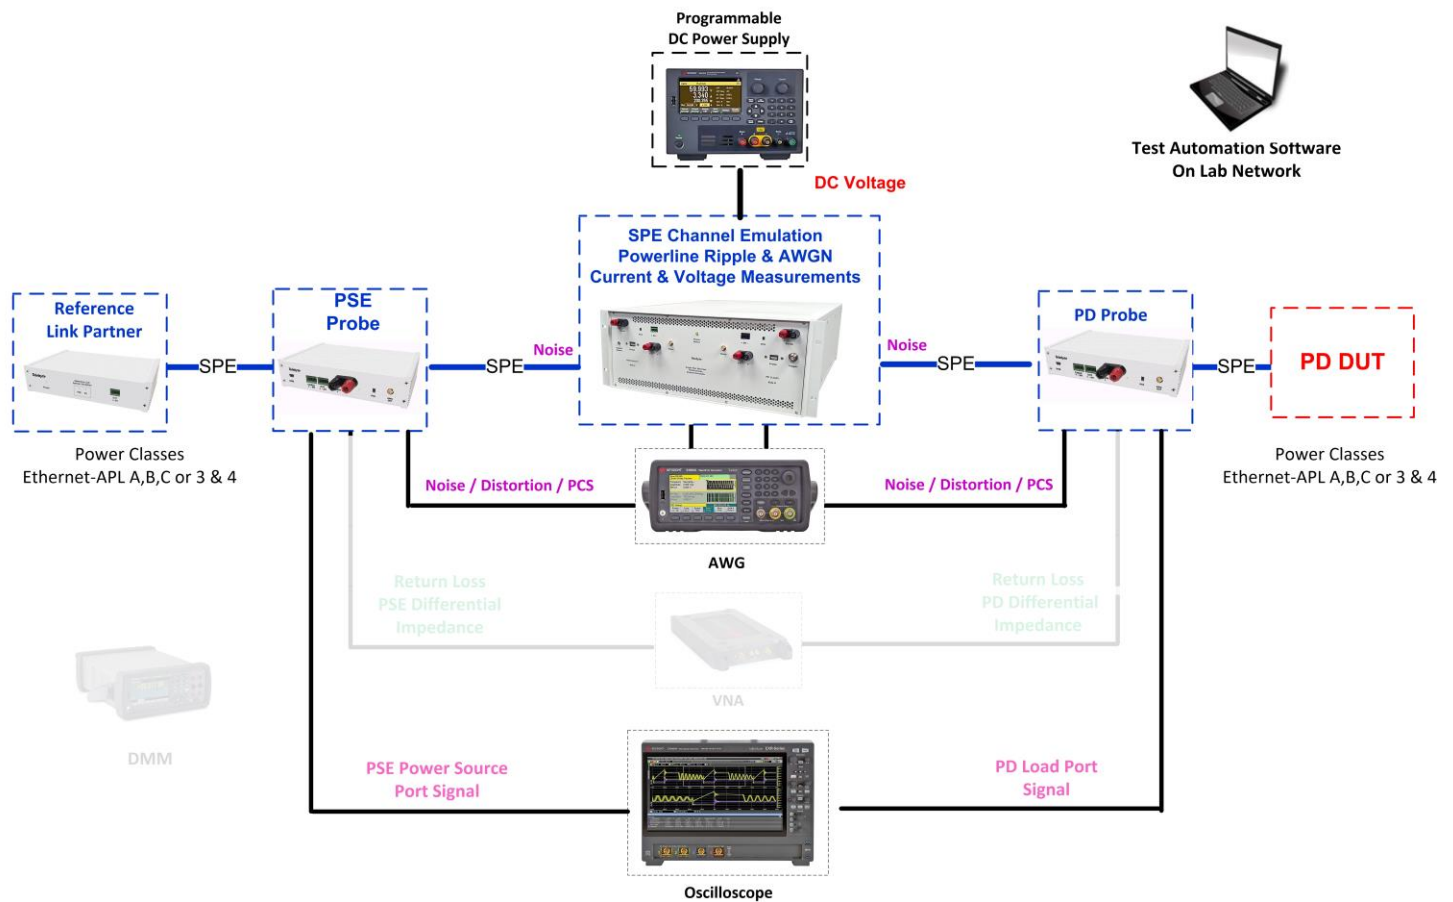 Programmable
DC Power Supply
DC Voltage
Test Automation Software
On Lab Network
SPE Channel Emulation
Powerline Ripple & AWGN
Current & Voltage Measurements
Reference
Link Partner
PSE
Probe
PD Probe
PD DUT
SPE
SPE
Noise
Noise
SPE
SPE
Power Classes
Ethernet-APL A,B,C or 3 & 4
Power Classes
Ethernet-APL A,B,C or 3 & 4
Noise / Distortion / PCS
Noise / Distortion / PCS
AWG
Return Loss
PSE Differential
Impedance
Return Loss
PD Differential
Impedance
VNA
DMM
PSE Power Source
Port Signal
PD Load Port
Signal
Oscilloscope